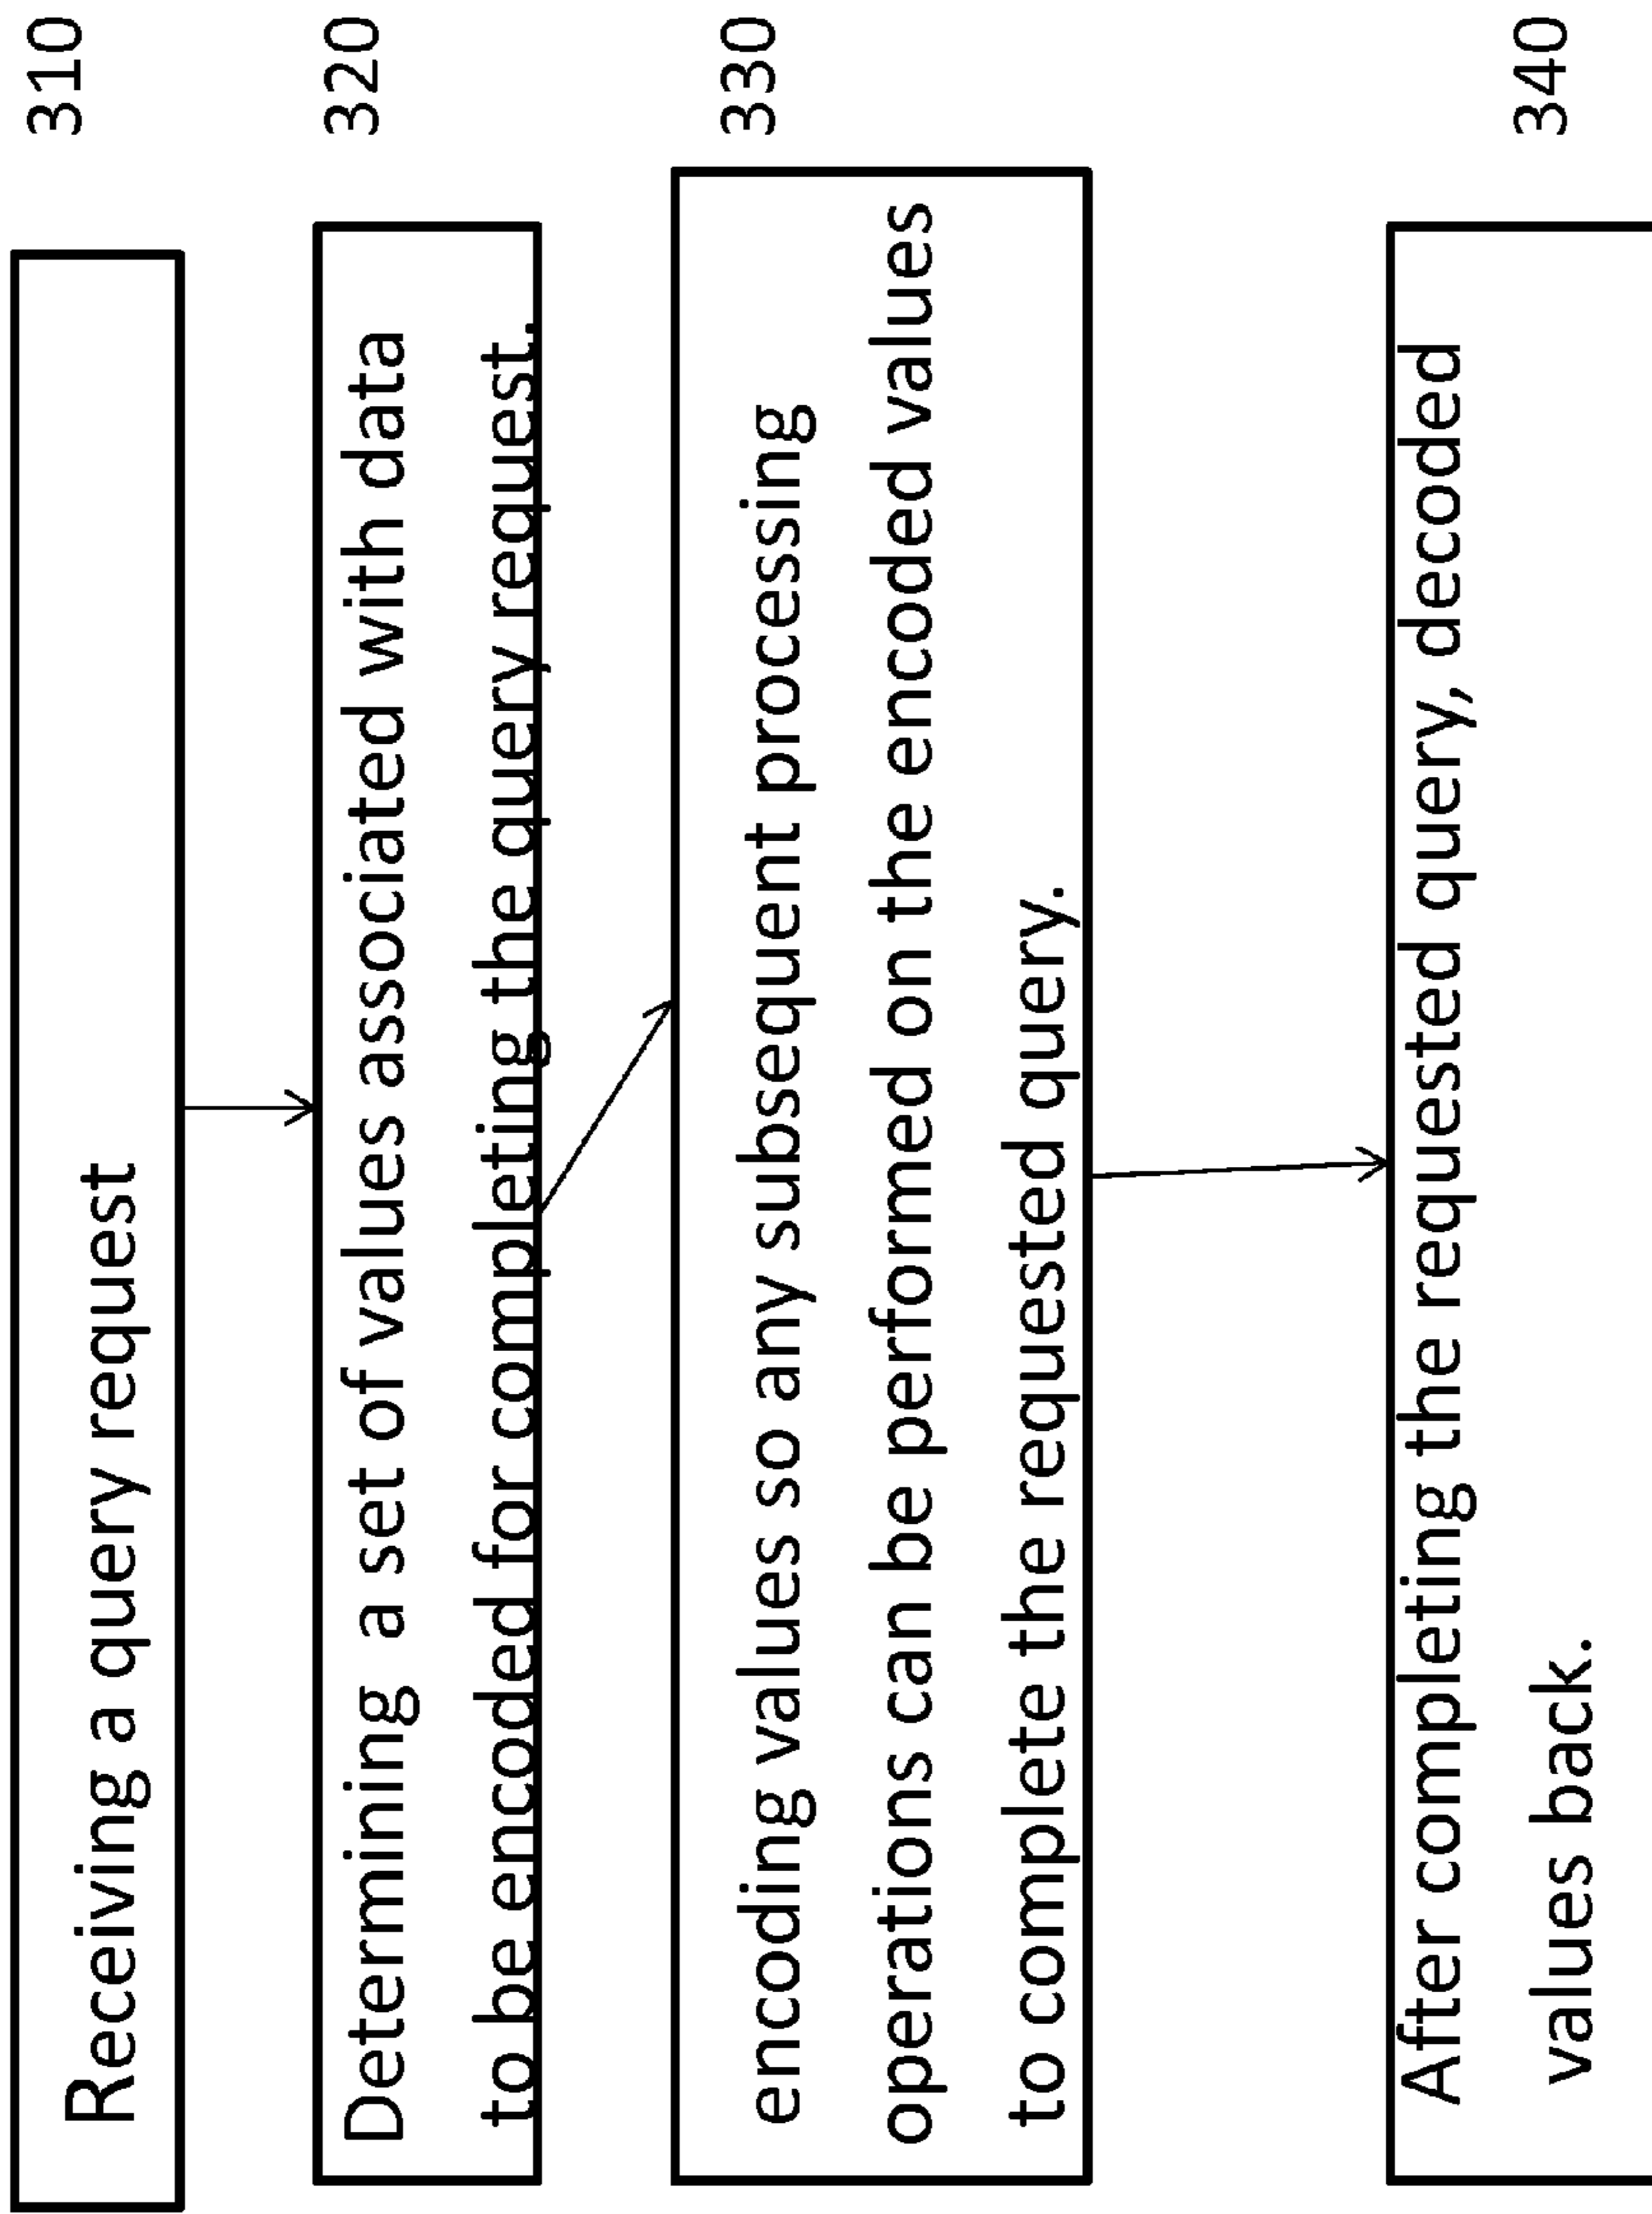 Receiving a query request
310
Determining a set of values associated with data
to be encoded for completing the query request.
320
encoding values so any subsequent processing
operations can be performed on the encoded values
to complete the requested query.
330
After completing the requested query, decoded
values back.
340